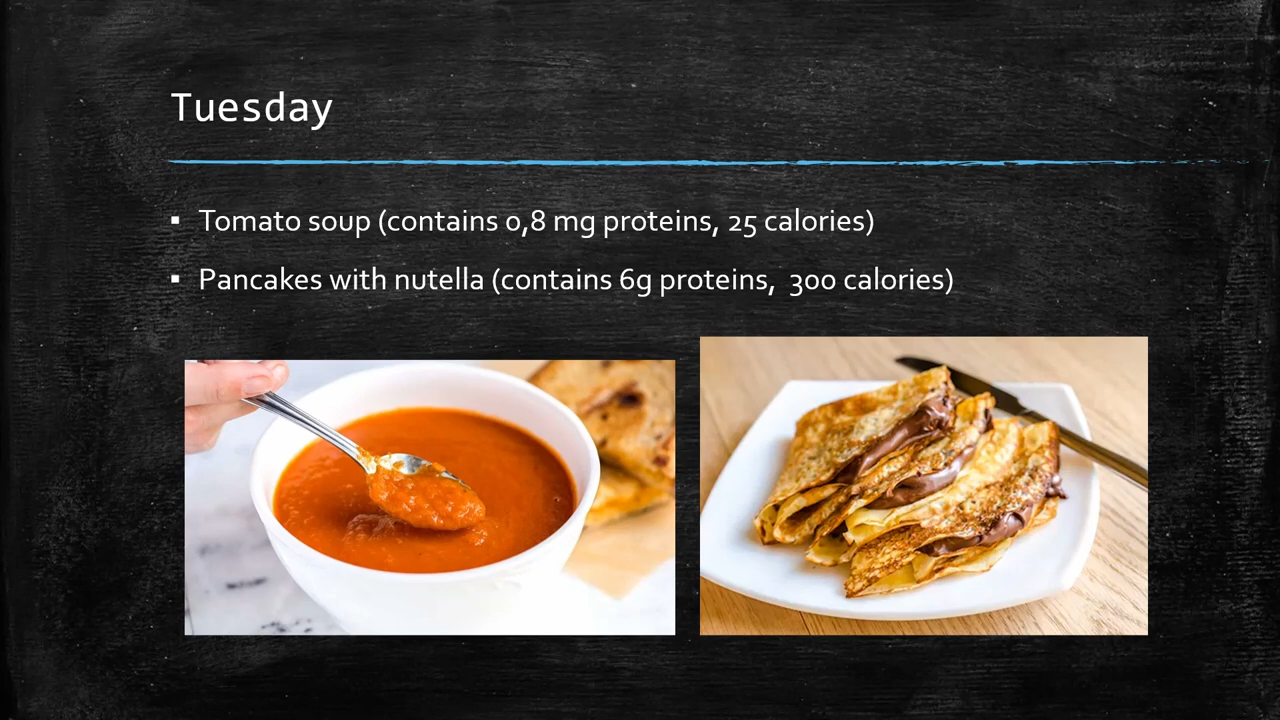 Tuesday
▪ Tomato soup (contains 0,8 mg proteins, 25 calories)
▪ Pancakes with nutella (contains 6g proteins,  300 calories)